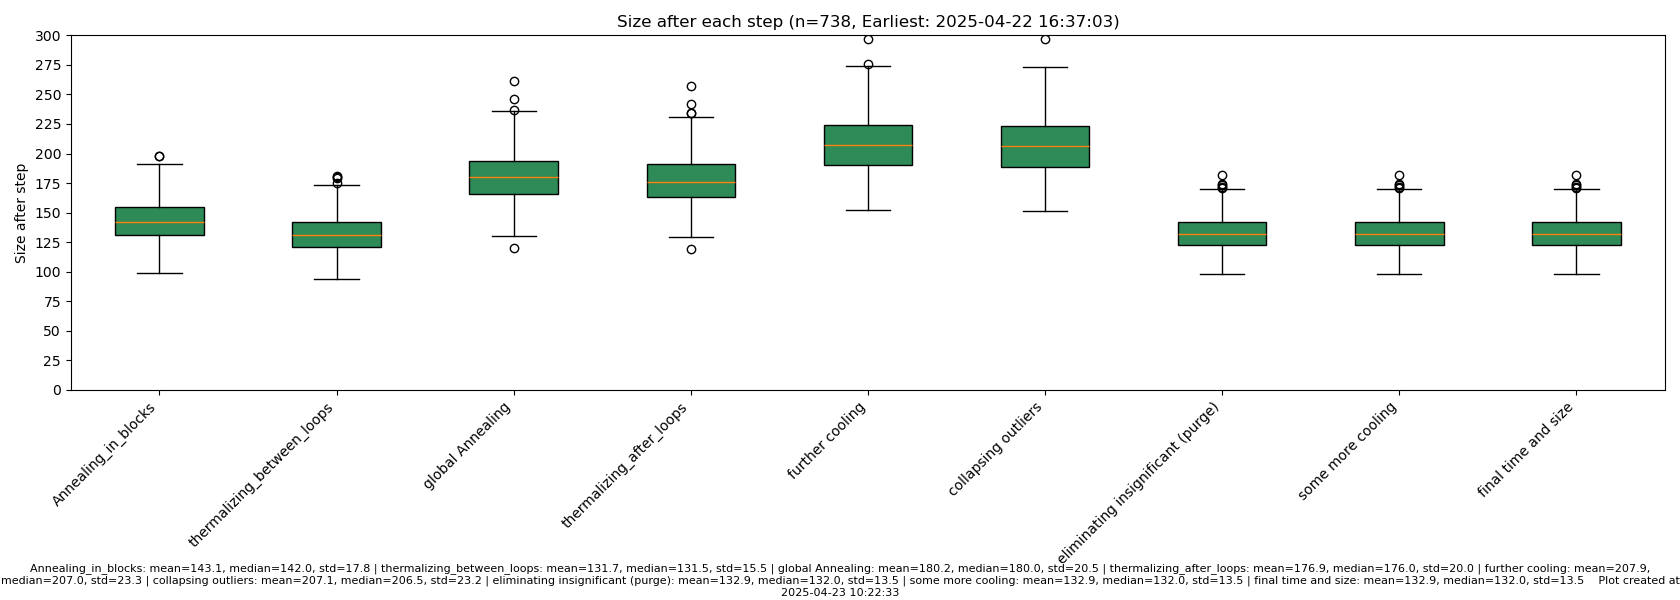 Size after each step (n=738, Earliest: 2025-04-22 16:37:03)
Size after step
300
275
250
225
200
175
150
125
100
75
50
25
0
Annealing_in_blocks
thermalizing_between_loops
global Annealing
thermalizing_after_loops
further cooling
collapsing outliers
eliminating insignificant (purge)
some more cooling
final time and size
Annealing_in_blocks: mean=143.1, median=142.0, std=17.8 | thermalizing_between_loops: mean=131.7, median=131.5, std=15.5 | global Annealing: mean=180.2, median=180.0, std=20.5 | thermalizing_after_loops: mean=176.9, median=176.0, std=20.0 | further cooling: mean=207.9,
median=207.0, std=23.3 | collapsing outliers: mean=207.1, median=206.5, std=23.2 | eliminating insignificant (purge): mean=132.9, median=132.0, std=13.5 | some more cooling: mean=132.9, median=132.0, std=13.5 | final time and size: mean=132.9, median=132.0, std=13.5    Plot created at
2025-04-23 10:22:33